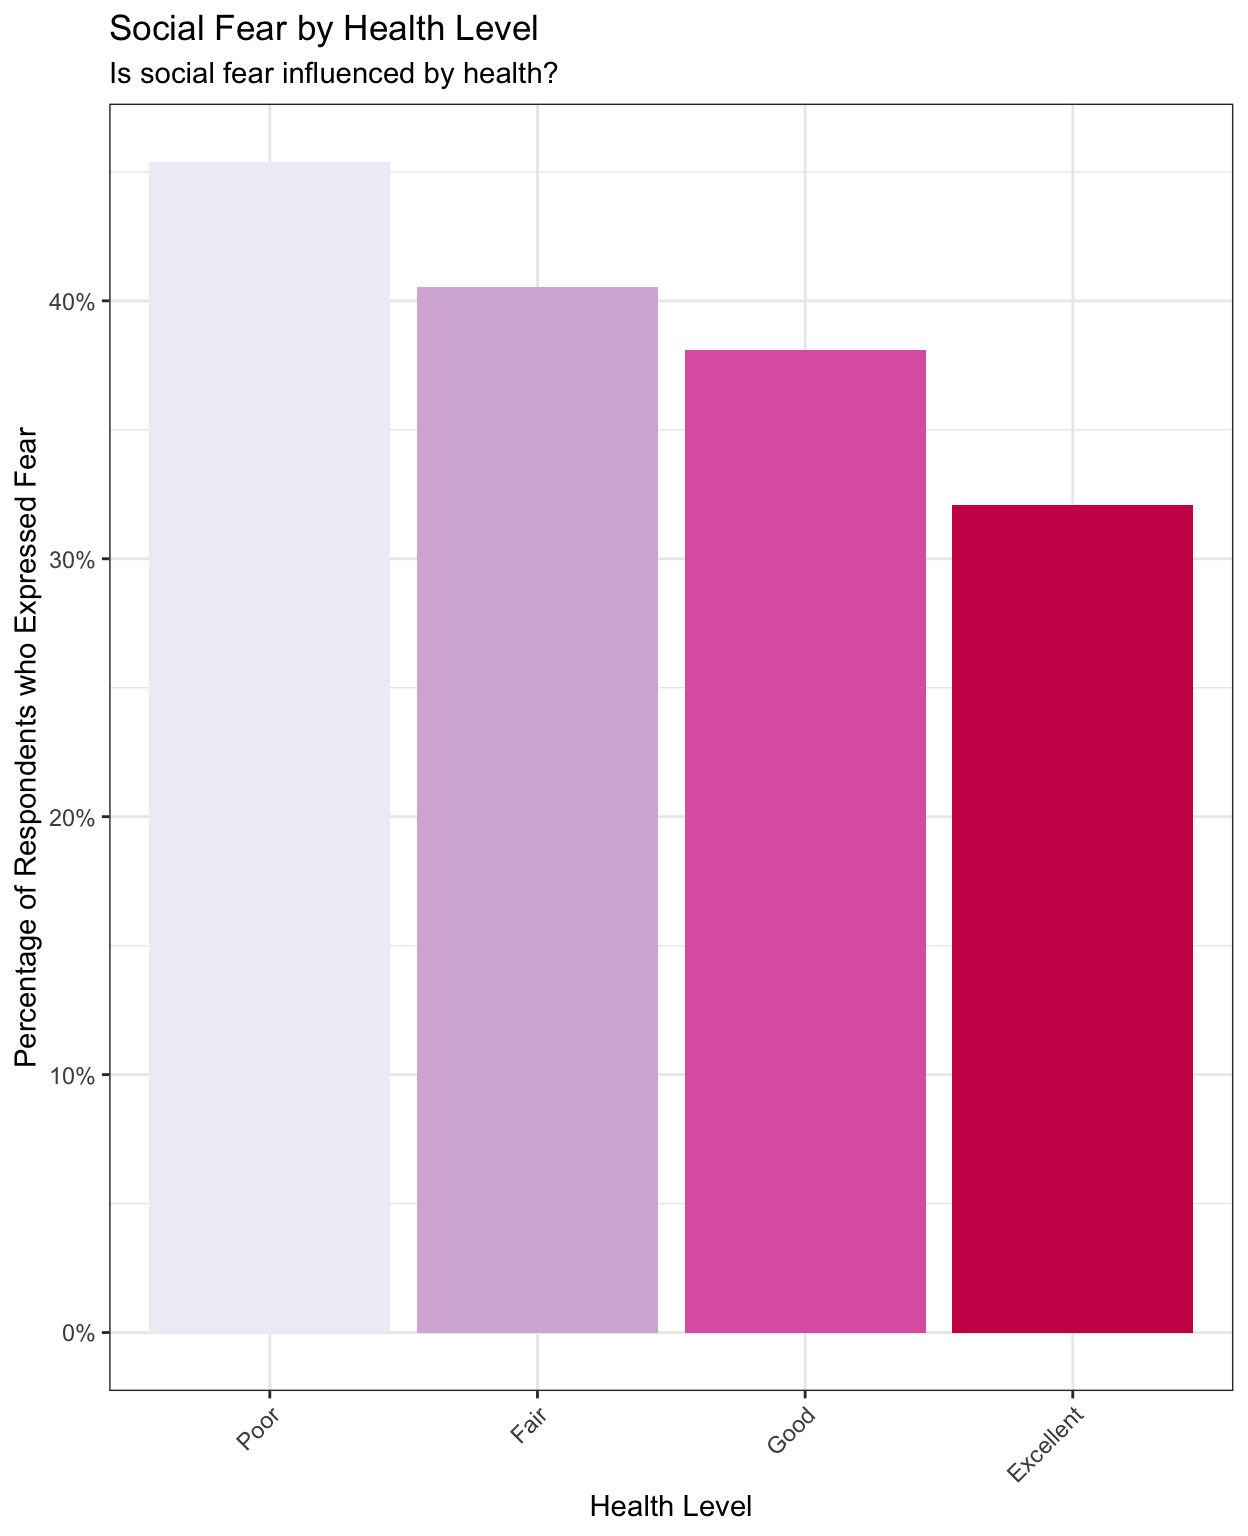 Social Fear by Health Level
Is social fear influenced by health?
Percentage of Respondents who Expressed Fear
40%
30%
20%
10%
0%
Poor
Fair
Good
Excellent
Health Level